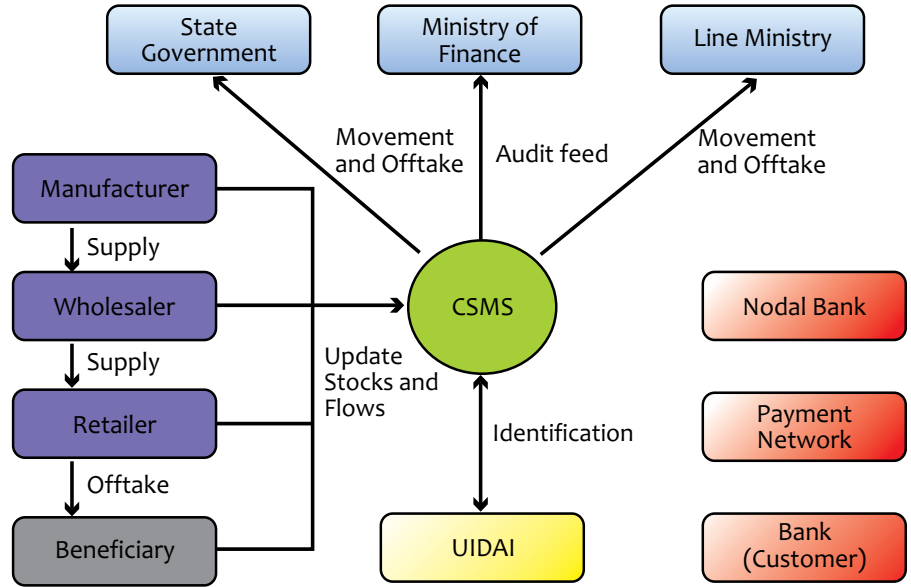 State
Government
Ministry of
Finance
Line Ministry
Movement
and Offtake
Audit feed
Movement
and Offtake
Manufacturer
Supply
Wholesaler
CSMS
Nodal Bank
Supply
Update
Stocks and
Flows
Retailer
Identification
Payment
Network
Offtake
Beneficiary
UIDAI
Bank
(Customer)